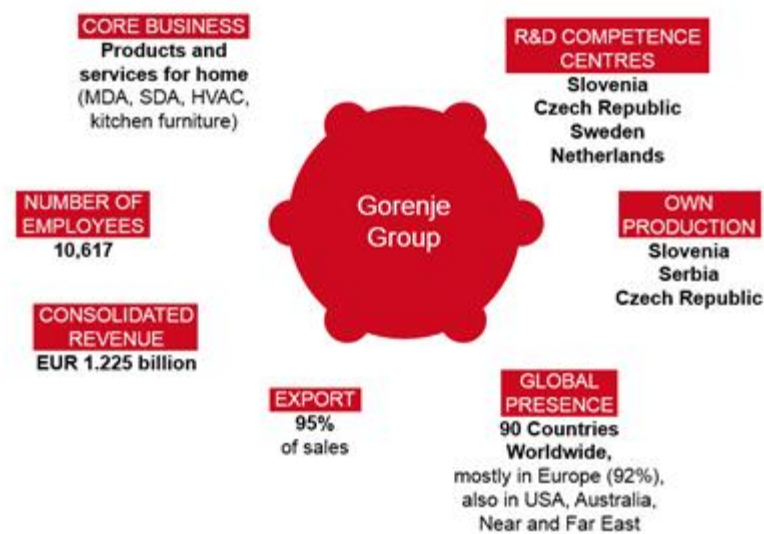 CORE BUSINESS
Products and
services for home
(MDA, SDA, HVAC,
kitchen furniture)
R&D COMPETENCE
CENTRES
Slovenia
Czech Republic
Sweden
Netherlands
Gorenje
Group
NUMBER OF
EMPLOYEES
10,617
OWN
PRODUCTION
Slovenia
Serbia
Czech Republic
CONSOLIDATED
REVENUE
EUR 1.225 billion
EXPORT
95%
of sales
GLOBAL
PRESENCE
90 Countries
Worldwide,
mostly in Europe (92%),
also in USA, Australia,
Near and Far East